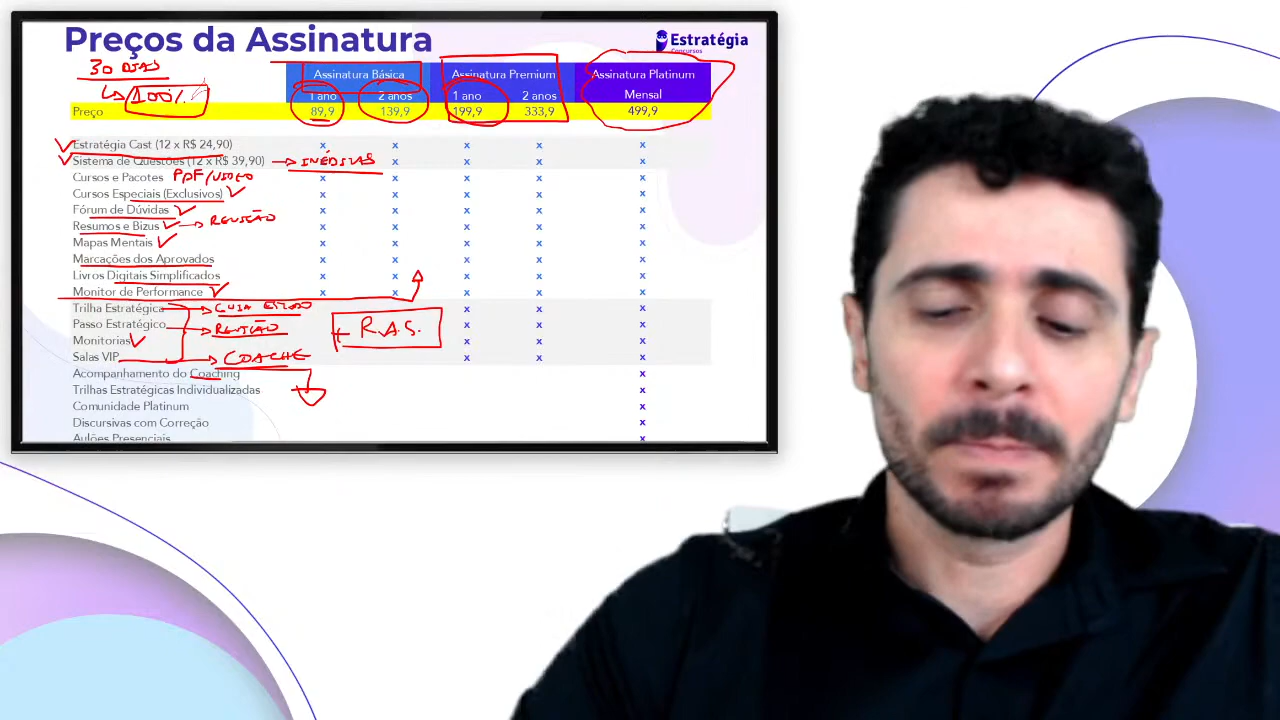 Preços da Assinatura
Estratégia
Concursos
30 DIAS
100%
Assinatura Básica Assinatura Premium Assinatura Platinum
1 ano 2 anos 1 ano 2 anos Mensal
Preço 89,9 139,9 199,9 333,9 499,9
Estratégia Cast (12 x R$ 24,90) x x x x x
Sistema de Questões (12 x R$ 39,90) INÉDITAS x x x x x
Cursos e Pacotes PDF/VIDEO x x x x x
Cursos Especiais (Exclusivos) x x x x x
Fórum de Dúvidas x x x x x
Resumos e Bizus REVISÃO x x x x x
Mapas Mentais x x x x x
Marcações dos Aprovados x x x x x
Livros Digitais Simplificados x x x x x
Monitor de Performance x x x x x
Trilha Estratégica GUIA ESTUDO x x x
Passo Estratégico REVISÃO + R.A.S. x x x
Monitorias x x x
Salas VIP COACHE x x x
Acompanhamento do Coaching x
Trilhas Estratégicas Individualizadas x
Comunidade Platinum x
Discursivas com Correção x
Aulões Presenciais x